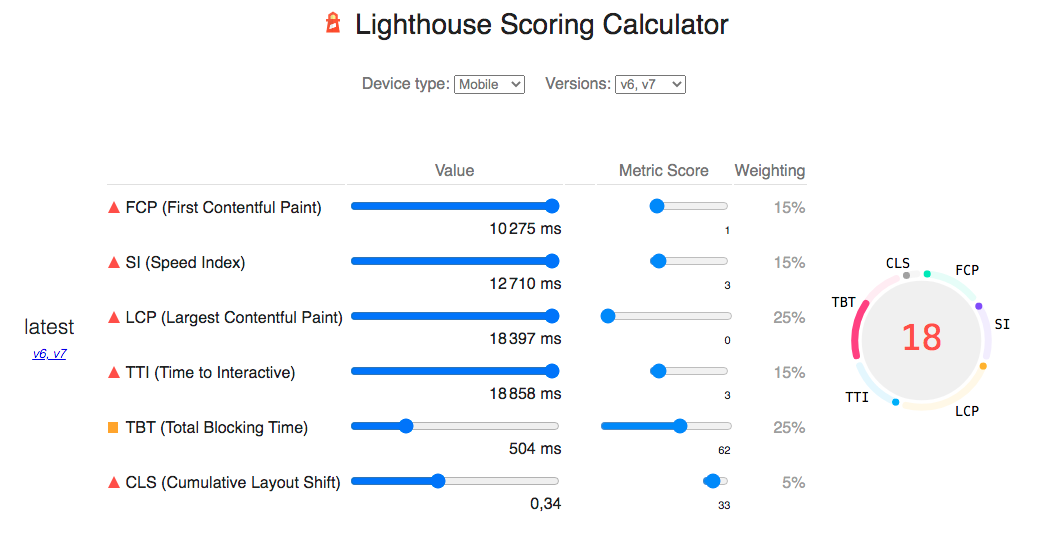 Lighthouse Scoring Calculator
Device type: Mobile Versions: v6, v7
Value Metric Score Weighting
FCP (First Contentful Paint) 15%
10 275 ms 1
SI (Speed Index) 15%
12 710 ms 3
LCP (Largest Contentful Paint) 25%
18 397 ms 0
TTI (Time to Interactive) 15%
18 858 ms 3
TBT (Total Blocking Time) 25%
504 ms 62
CLS (Cumulative Layout Shift) 5%
0,34 33
latest
v6, v7
CLS
FCP
TBT
SI
18
TTI
LCP